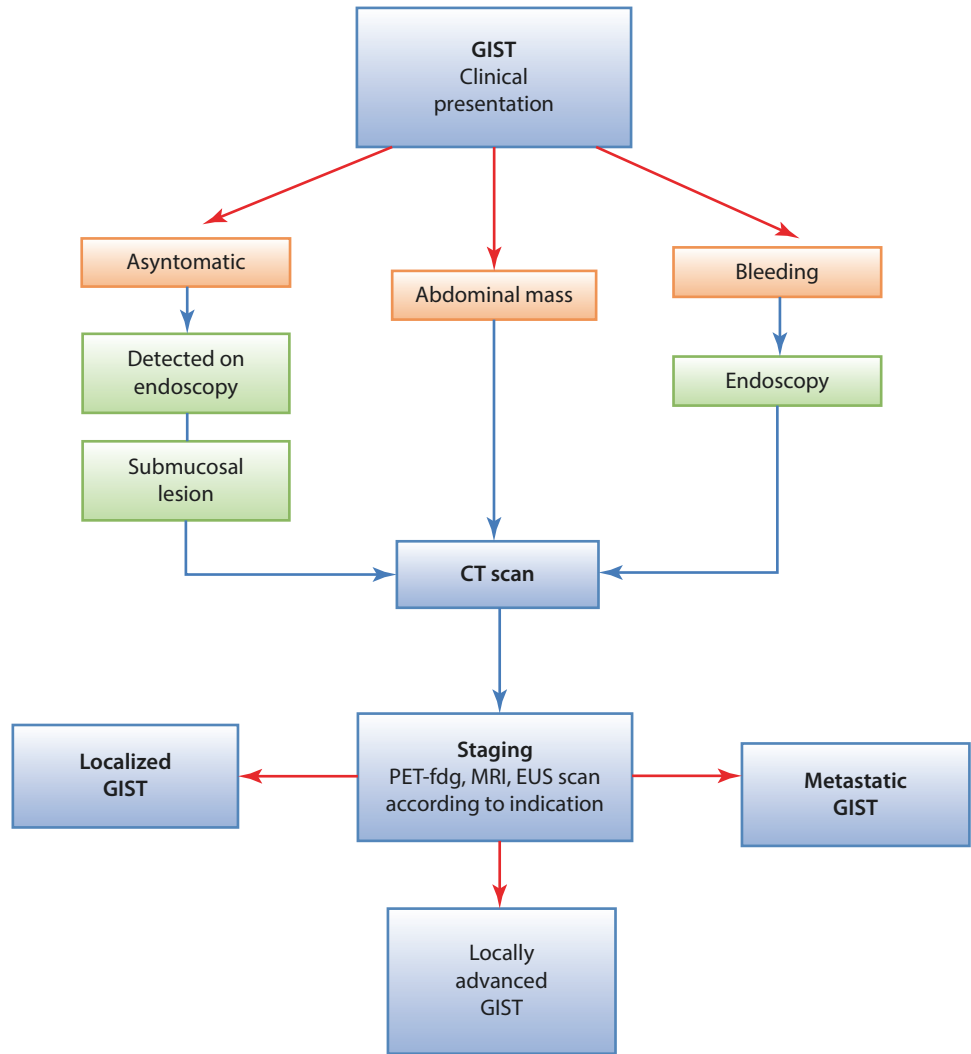 GIST
Clinical
presentation
Asyntomatic
Abdominal mass
Bleeding
Detected on
endoscopy
Endoscopy
Submucosal
lesion
CT scan
Localized
GIST
Staging
PET-fdg, MRI, EUS scan
according to indication
Metastatic
GIST
Locally
advanced
GIST